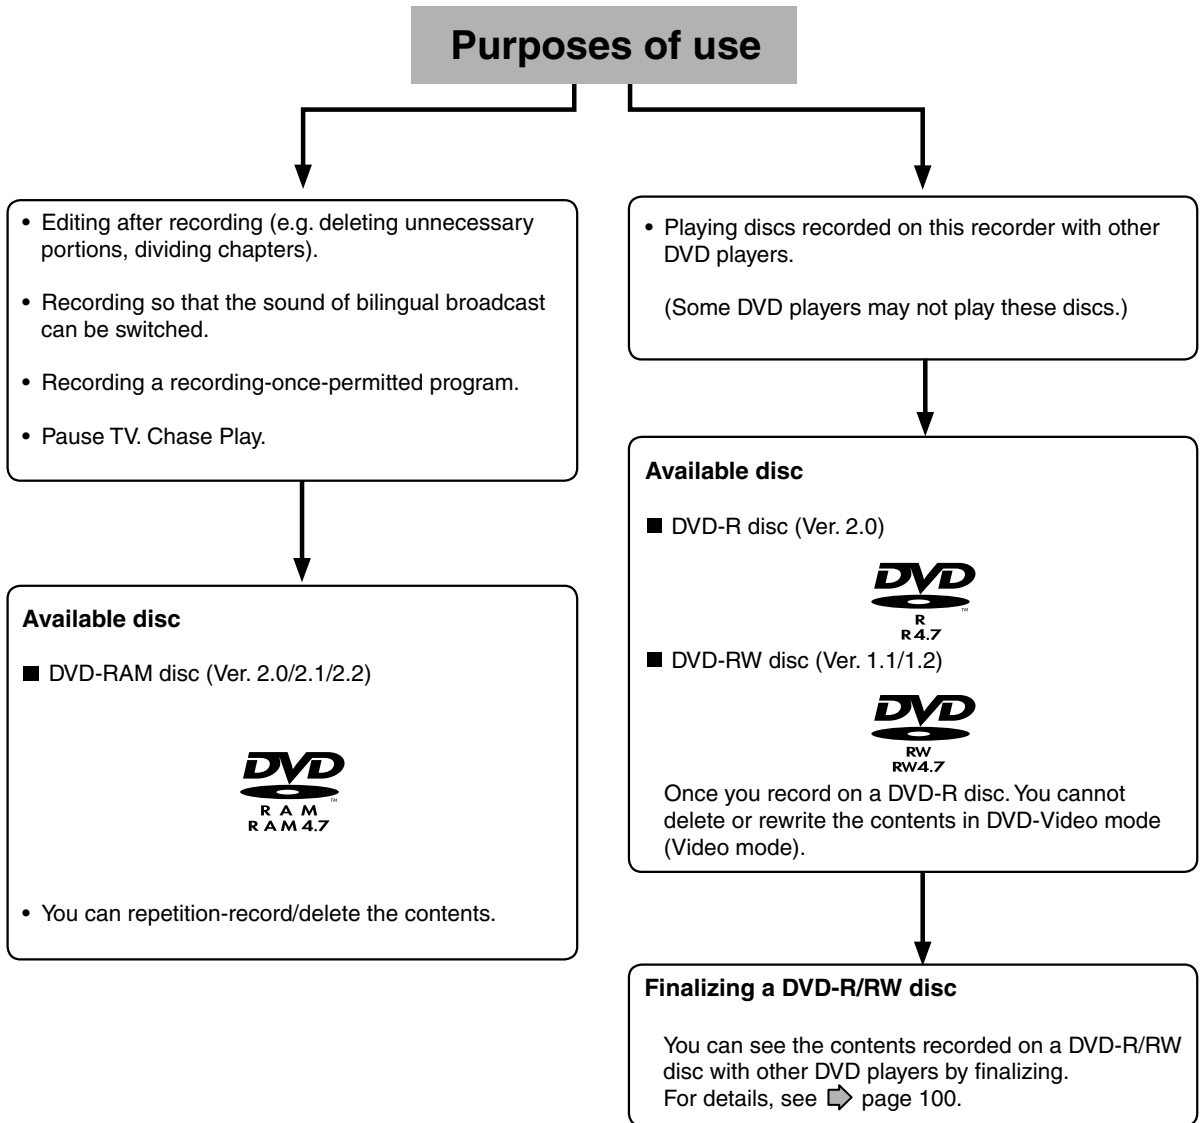 Purposes of use
• Editing after recording (e.g. deleting unnecessary
portions, dividing chapters).
• Recording so that the sound of bilingual broadcast
can be switched.
• Recording a recording-once-permitted program.
• Pause TV. Chase Play.
Available disc
■ DVD-RAM disc (Ver. 2.0/2.1/2.2)
DVD
TM
RAM
RAM 4.7
• You can repetition-record/delete the contents.
• Playing discs recorded on this recorder with other
DVD players.
(Some DVD players may not play these discs.)
Available disc
■ DVD-R disc (Ver. 2.0)
DVD
TM
R
R 4.7
■ DVD-RW disc (Ver. 1.1/1.2)
DVD
RW
RW4.7
Once you record on a DVD-R disc. You cannot
delete or rewrite the contents in DVD-Video mode
(Video mode).
Finalizing a DVD-R/RW disc
You can see the contents recorded on a DVD-R/RW
disc with other DVD players by finalizing.
For details, see page 100.